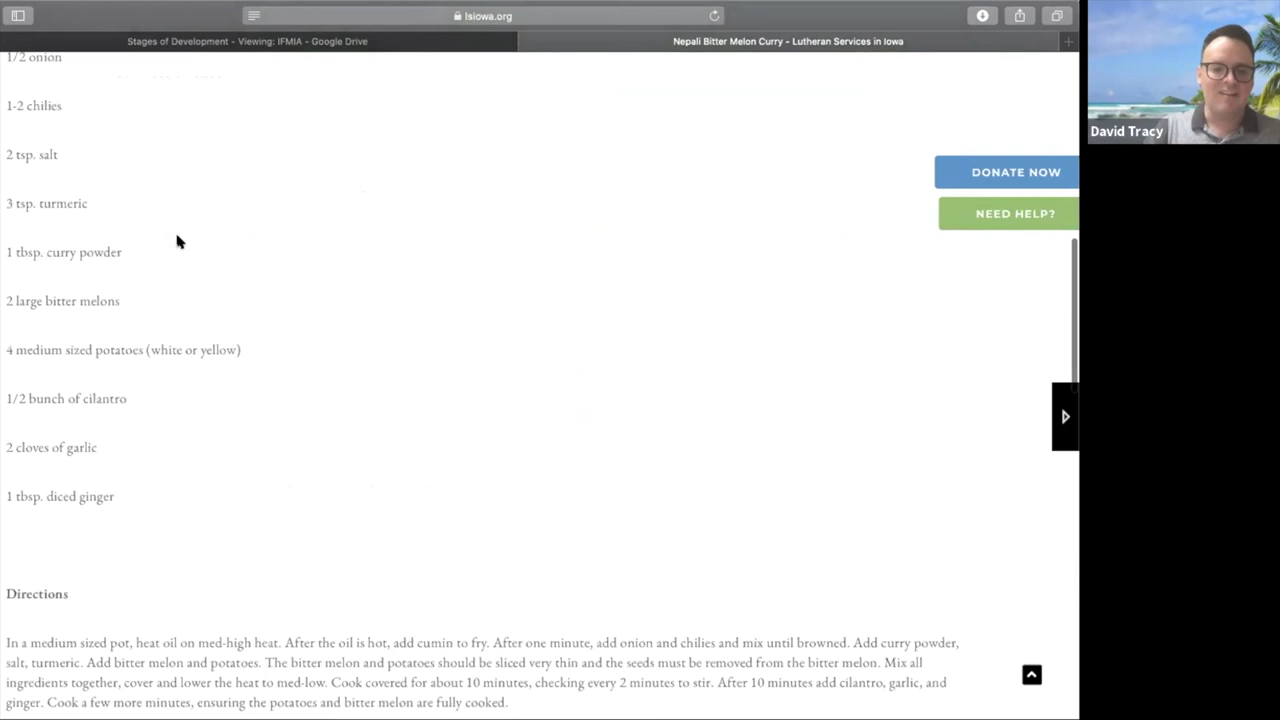 lsiowa.org
Stages of Development - Viewing: IFMIA - Google Drive
Nepali Bitter Melon Curry - Lutheran Services in Iowa
1/2 onion
1-2 chilies
2 tsp. salt
3 tsp. turmeric
1 tbsp. curry powder
2 large bitter melons
4 medium sized potatoes (white or yellow)
1/2 bunch of cilantro
2 cloves of garlic
1 tbsp. diced ginger
Directions
In a medium sized pot, heat oil on med-high heat. After the oil is hot, add cumin to fry. After one minute, add onion and chilies and mix until browned. Add curry powder,
salt, turmeric. Add bitter melon and potatoes. The bitter melon and potatoes should be sliced very thin and the seeds must be removed from the bitter melon. Mix all
ingredients together, cover and lower the heat to med-low. Cook covered for about 10 minutes, checking every 2 minutes to stir. After 10 minutes add cilantro, garlic, and
ginger. Cook a few more minutes, ensuring the potatoes and bitter melon are fully cooked.
DONATE NOW
NEED HELP?
David Tracy